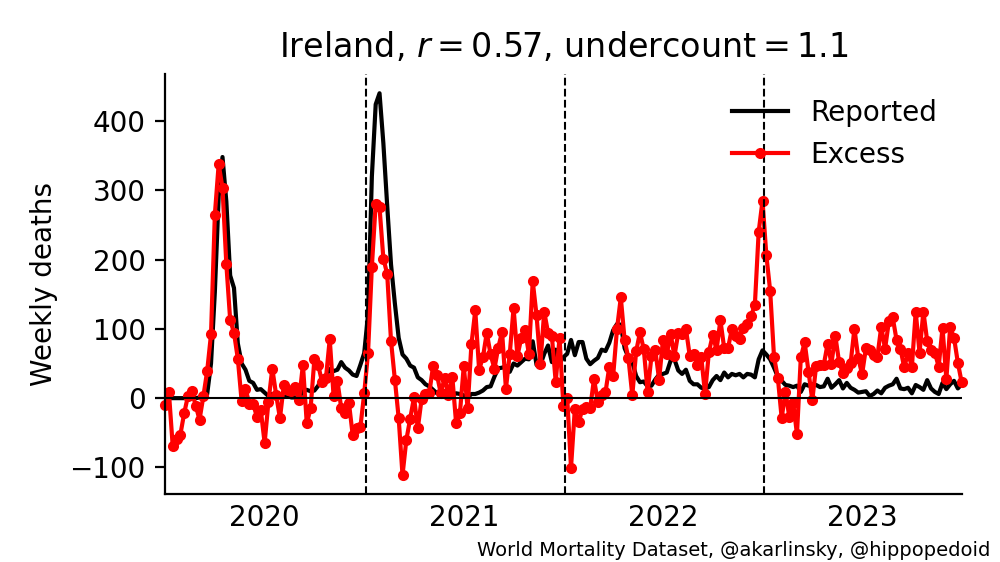 Ireland, r = 0.57, undercount = 1.1
Reported
Excess
Weekly deaths
400
300
200
100
0
−100
2020 2021 2022 2023
World Mortality Dataset, @akarlinsky, @hippopedoid